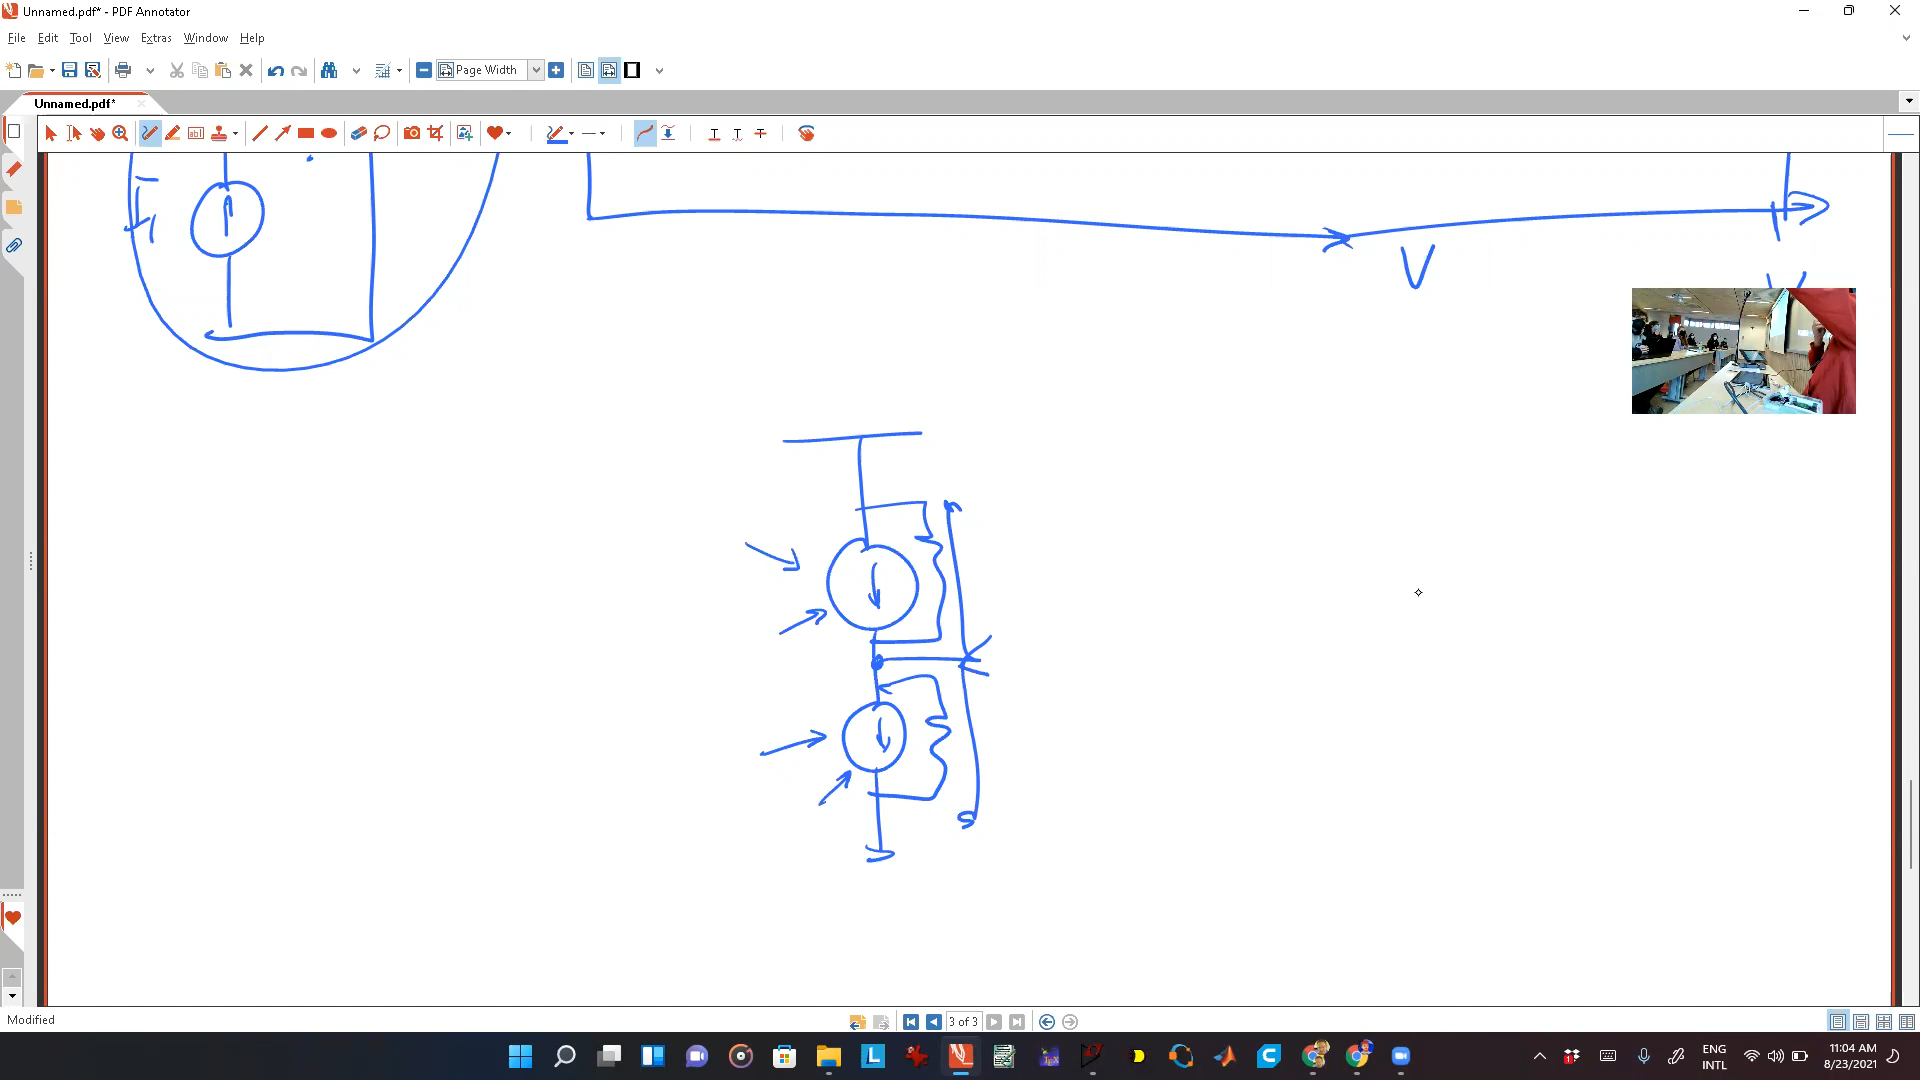 Unnamed.pdf* - PDF Annotator
File Edit Tool View Extras Window Help
Page Width
Unnamed.pdf*
V
Modified
3 of 3
ENG
INTL
11:04 AM
8/23/2021